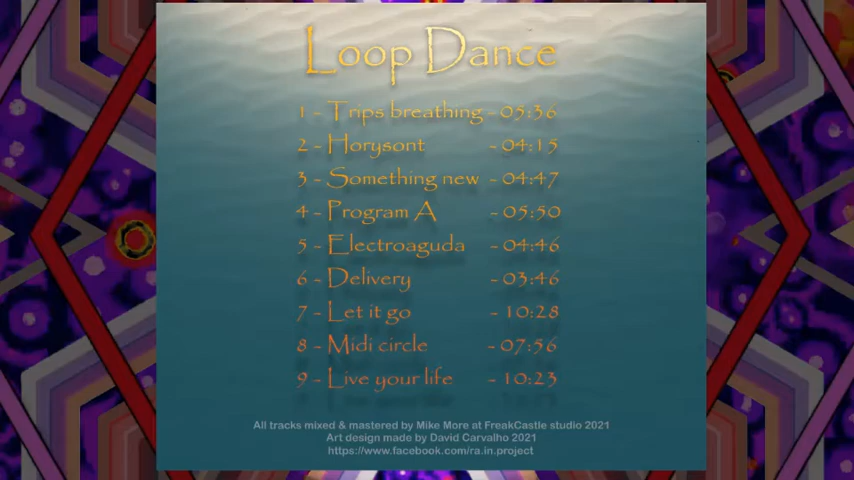 Loop Dance
1 - Trips breathing - 05:36
2 - Horysont - 04:15
3 - Something new - 04:47
4 - Program A - 05:50
5 - Electroaguda - 04:46
6 - Delivery - 03:46
7 - Let it go - 10:28
8 - Midi circle - 07:56
9 - Live your life - 10:23
All tracks mixed & mastered by Mike More at FreakCastle studio 2021
Art design made by David Carvalho 2021
https://www.facebook.com/ra.in.project